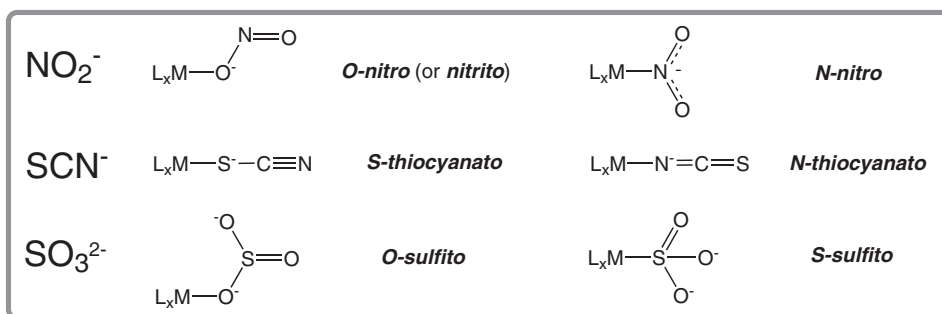 NO₂⁻ LₓM O⁻ N O O-nitro (or nitrito) LₓM N⁻ O O N-nitro
SCN⁻ LₓM S⁻ C N S-thiocyanato LₓM N⁻ C S N-thiocyanato
SO₃²⁻ LₓM O⁻ S O ⁻O O-sulfito LₓM S O O⁻ O⁻ S-sulfito